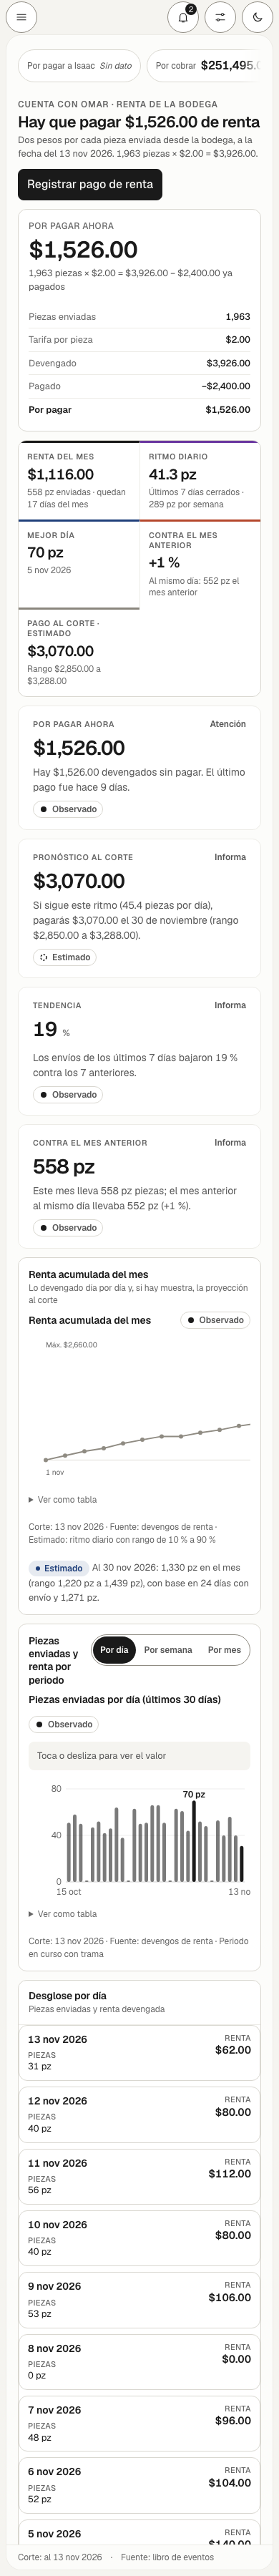 2
Por pagar a Isaac Sin dato
Por cobrar $251,495.0
CUENTA CON OMAR · RENTA DE LA BODEGA
Hay que pagar $1,526.00 de renta
Dos pesos por cada pieza enviada desde la bodega, a la
fecha del 13 nov 2026. 1,963 piezas × $2.00 = $3,926.00.
Registrar pago de renta
POR PAGAR AHORA
$1,526.00
1,963 piezas × $2.00 = $3,926.00 − $2,400.00 ya
pagados
Piezas enviadas 1,963
Tarifa por pieza $2.00
Devengado $3,926.00
Pagado −$2,400.00
Por pagar $1,526.00
RENTA DEL MES
$1,116.00
558 pz enviadas · quedan
17 días del mes
RITMO DIARIO
41.3 pz
Últimos 7 días cerrados ·
289 pz por semana
MEJOR DÍA
70 pz
5 nov 2026
CONTRA EL MES
ANTERIOR
+1 %
Al mismo día: 552 pz el
mes anterior
PAGO AL CORTE ·
ESTIMADO
$3,070.00
Rango $2,850.00 a
$3,288.00
POR PAGAR AHORA Atención
$1,526.00
Hay $1,526.00 devengados sin pagar. El último
pago fue hace 9 días.
Observado
PRONÓSTICO AL CORTE Informa
$3,070.00
Si sigue este ritmo (45.4 piezas por día),
pagarás $3,070.00 el 30 de noviembre (rango
$2,850.00 a $3,288.00).
Estimado
TENDENCIA Informa
19 %
Los envíos de los últimos 7 días bajaron 19 %
contra los 7 anteriores.
Observado
CONTRA EL MES ANTERIOR Informa
558 pz
Este mes lleva 558 pz piezas; el mes anterior
al mismo día llevaba 552 pz (+1 %).
Observado
Renta acumulada del mes
Lo devengado día por día y, si hay muestra, la proyección
al corte
Renta acumulada del mes Observado
Máx. $2,660.00
1 nov
Ver como tabla
Corte: 13 nov 2026 · Fuente: devengos de renta ·
Estimado: ritmo diario con rango de 10 % a 90 %
Estimado Al 30 nov 2026: 1,330 pz en el mes
(rango 1,220 pz a 1,439 pz), con base en 24 días con
envío y 1,271 pz.
Piezas
enviadas y
renta por
periodo
Por día Por semana Por mes
Piezas enviadas por día (últimos 30 días)
Observado
Toca o desliza para ver el valor
80
70 pz
40
0
15 oct 13 no
Ver como tabla
Corte: 13 nov 2026 · Fuente: devengos de renta · Periodo
en curso con trama
Desglose por día
Piezas enviadas y renta devengada
13 nov 2026 RENTA
$62.00
PIEZAS
31 pz
12 nov 2026 RENTA
$80.00
PIEZAS
40 pz
11 nov 2026 RENTA
$112.00
PIEZAS
56 pz
10 nov 2026 RENTA
$80.00
PIEZAS
40 pz
9 nov 2026 RENTA
$106.00
PIEZAS
53 pz
8 nov 2026 RENTA
$0.00
PIEZAS
0 pz
7 nov 2026 RENTA
$96.00
PIEZAS
48 pz
6 nov 2026 RENTA
$104.00
PIEZAS
52 pz
5 nov 2026 RENTA
$140.00
Corte: al 13 nov 2026 · Fuente: libro de eventos